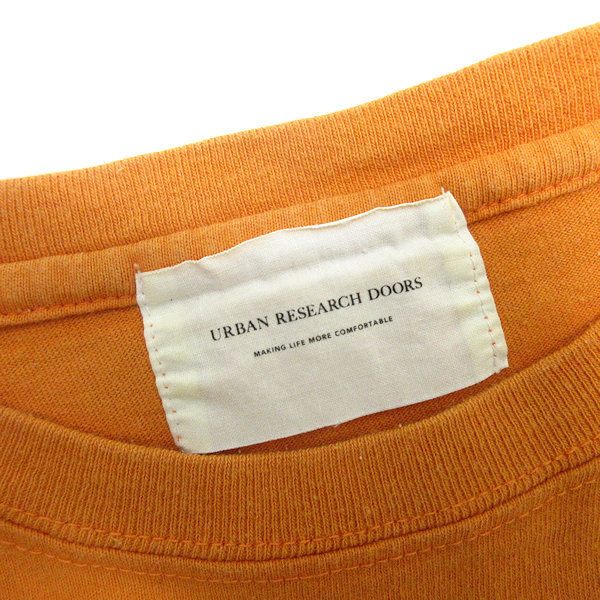 URBAN RESEARCH DOORS
MAKING LIFE MORE COMFORTABLE